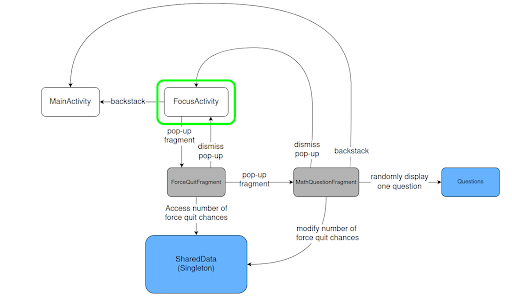 MainActivity
backstack
FocusActivity
pop-up
fragment
dismiss
pop-up
dismiss
pop-up
backstack
ForceQuitFragment
pop-up
fragment
MathQuestionFragment
randomly display
one question
Questions
Access number of
force quit chances
modify number of
force quit chances
SharedData
(Singleton)